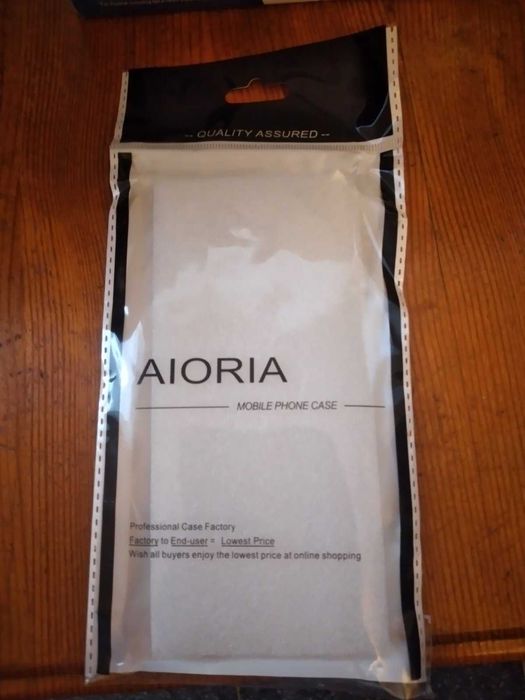 -- QUALITY ASSURED --
AIORIA
MOBILE PHONE CASE
Professional Case Factory
Factory to End-user = Lowest Price
Wish all buyers enjoy the lowest price at online shopping